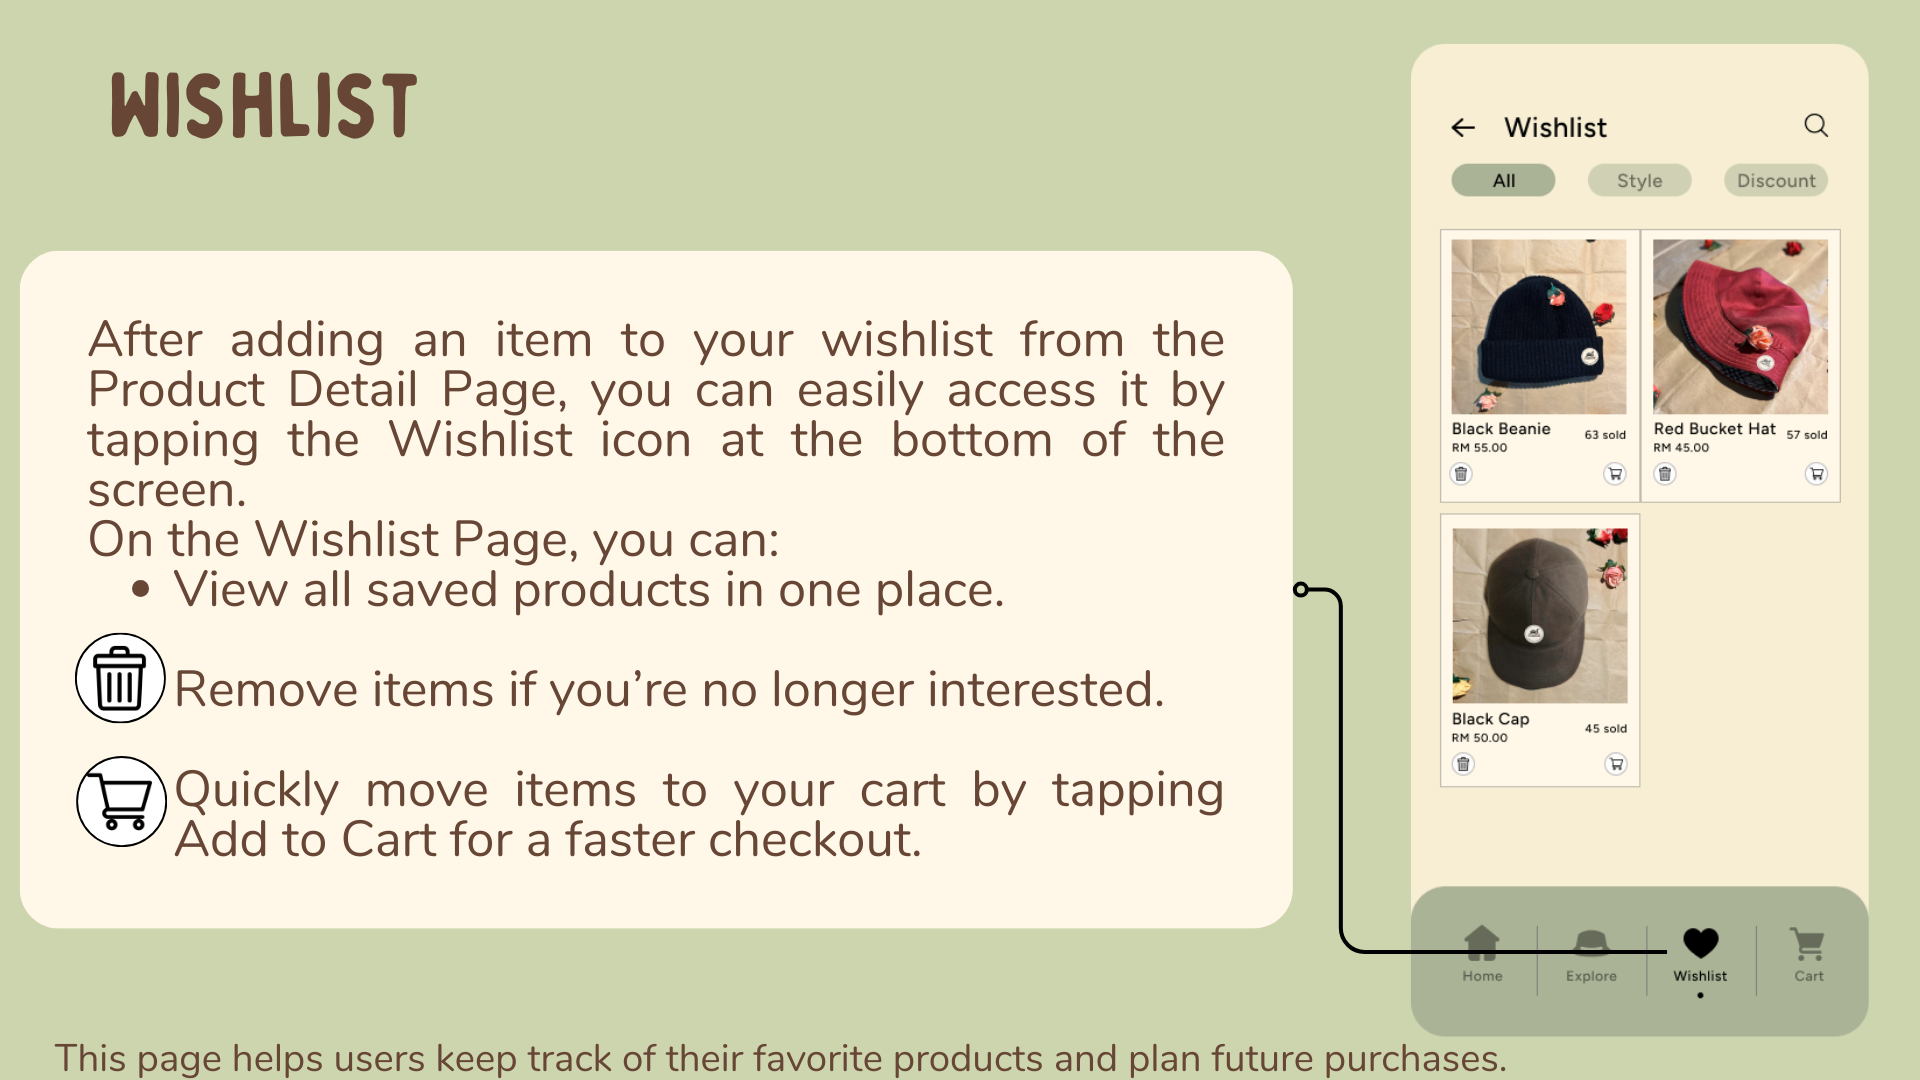 WISHLIST
After adding an item to your wishlist from the
Product Detail Page, you can easily access it by
tapping the Wishlist icon at the bottom of the
screen.
On the Wishlist Page, you can:
• View all saved products in one place.
Remove items if you’re no longer interested.
Quickly move items to your cart by tapping
Add to Cart for a faster checkout.
This page helps users keep track of their favorite products and plan future purchases.
Wishlist
All Style Discount
Black Beanie 63 sold
RM 55.00
Red Bucket Hat 57 sold
RM 45.00
Black Cap 45 sold
RM 50.00
Home Explore Wishlist Cart